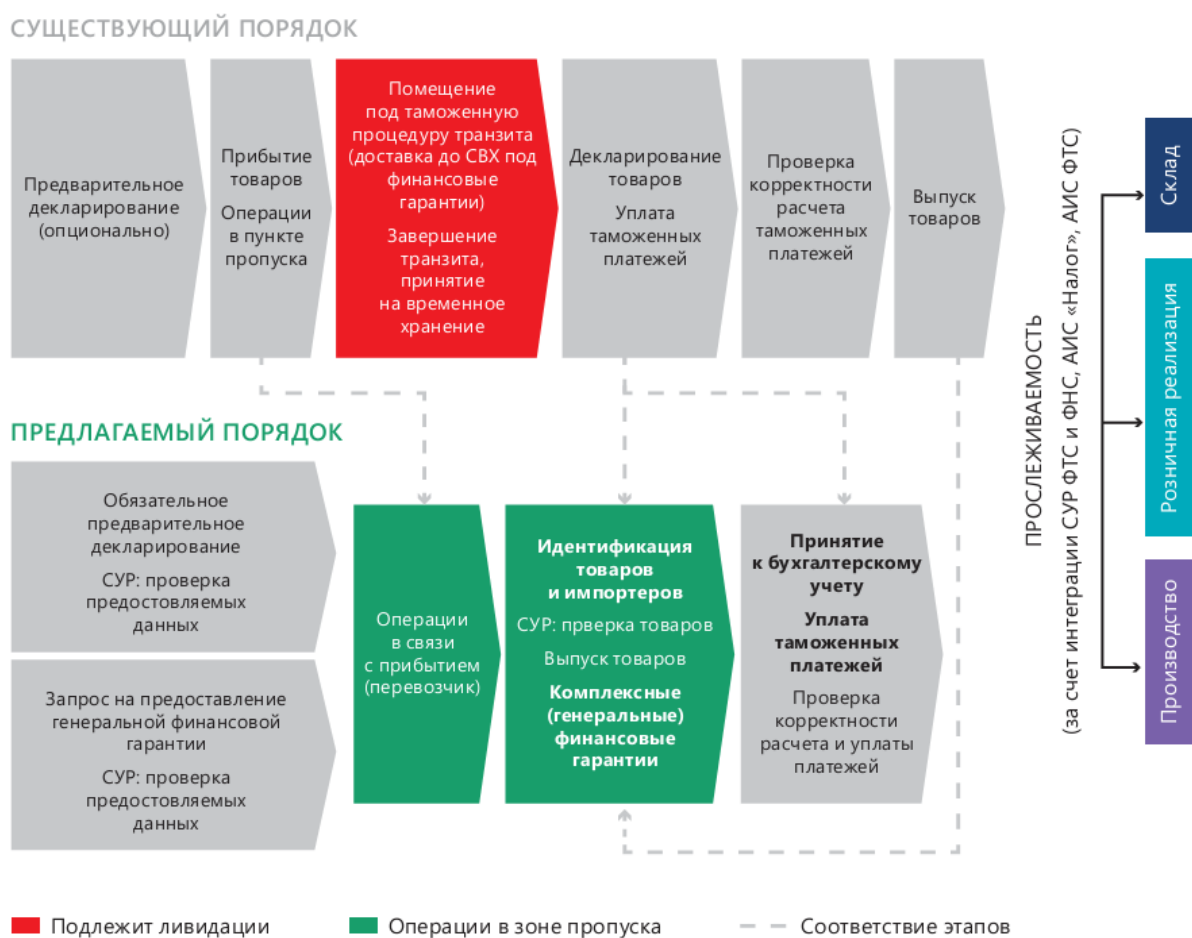 СУЩЕСТВУЮЩИЙ ПОРЯДОК
Предварительное
декларирование
(опционально)
Прибытие
товаров
Операции
в пункте
пропуска
Помещение
под таможенную
процедуру транзита
(доставка до СВХ под
финансовые
гарантии)
Завершение
транзита,
принятие
на временное
хранение
Декларирование
товаров
Уплата
таможенных
платежей
Проверка
корректности
расчета
таможенных
платежей
Выпуск
товаров
ПРЕДЛАГАЕМЫЙ ПОРЯДОК
Обязательное
предварительное
декларирование
СУР: проверка
предостовляемых
данных
Запрос на предоставление
генеральной финансовой
гарантии
СУР: проверка
предостовляемых
данных
Операции
в связи
с прибытием
(перевозчик)
Идентификация
товаров
и импортеров
СУР: прверка товаров
Выпуск товаров
Комплексные
(генеральные)
финансовые
гарантии
Принятие
к бухгалтерскому
учету
Уплата
таможенных
платежей
Проверка
корректности
расчета и уплаты
платежей
ПРОСЛЕЖИВАЕМОСТЬ
(за счет интеграции СУР ФТС и ФНС, АИС «Налог», АИС ФТС)
Склад
Розничная реализация
Производство
Подлежит ливидации
Операции в зоне пропуска
Соответствие этапов